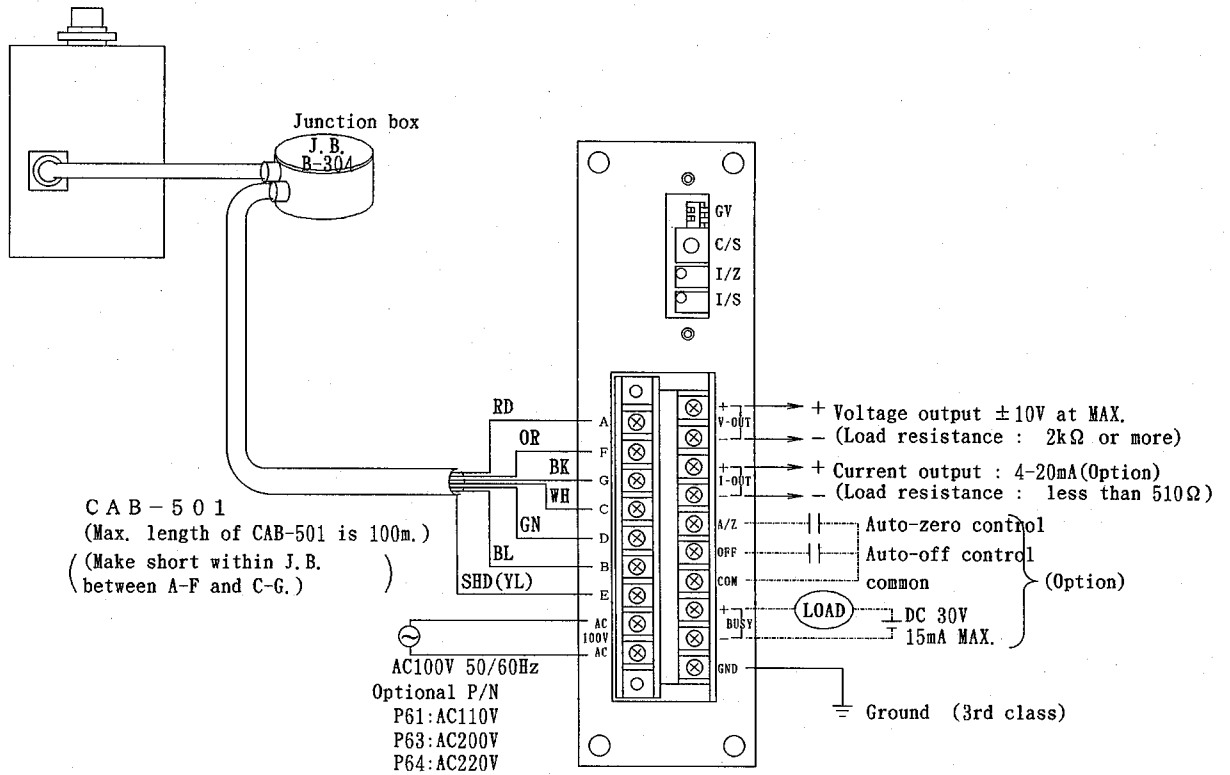 Junction box
J. B.
B-304
GV
C/S
I/Z
I/S
RD
OR
BK
WH
GN
BL
SHD(YL)
A
F
G
C
D
B
E
AC
100V
AC
+
V-OUT
−
+
I-OUT
−
A/Z
OFF
COM
+
BUSY
−
GND
+ Voltage output ±10V at MAX.
− (Load resistance : 2kΩ or more)
+ Current output : 4-20mA(Option)
− (Load resistance : less than 510Ω)
Auto-zero control
Auto-off control
common
(Option)
LOAD
DC 30V
15mA MAX.
Ground (3rd class)
CAB-501
(Max. length of CAB-501 is 100m.)
((Make short within J.B.
between A-F and C-G.))
AC100V 50/60Hz
Optional P/N
P61:AC110V
P63:AC200V
P64:AC220V